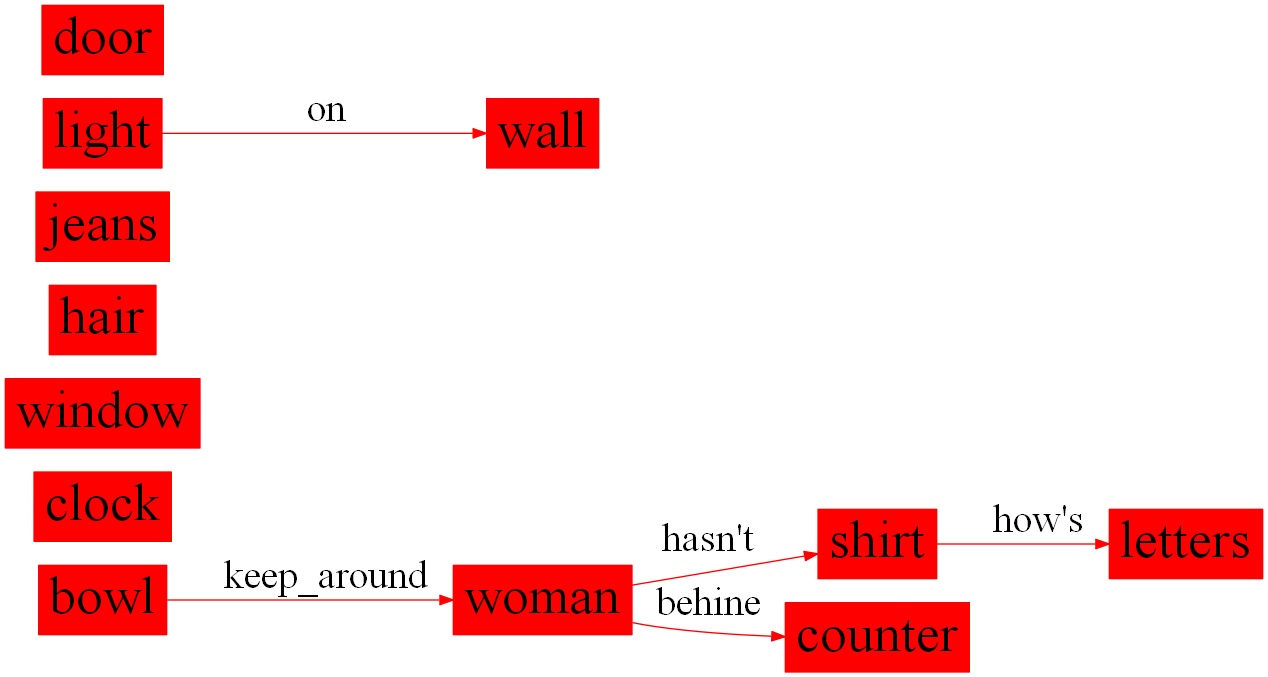 door
light
on
wall
jeans
hair
window
clock
bowl
keep_around
woman
hasn't
behine
shirt
counter
how's
letters